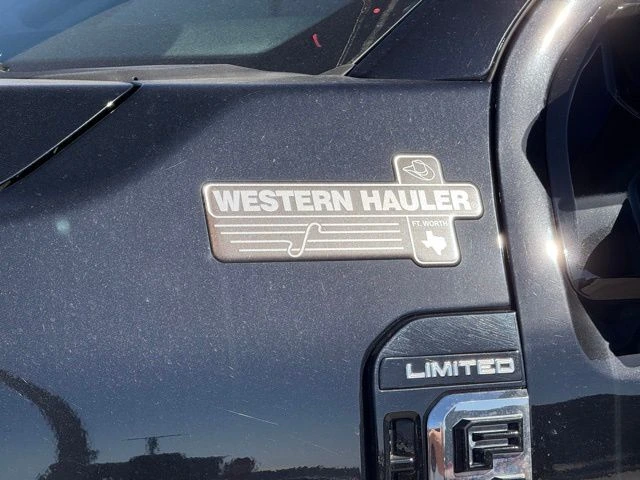 WESTERN HAULER
FT. WORTH
LIMITED
F